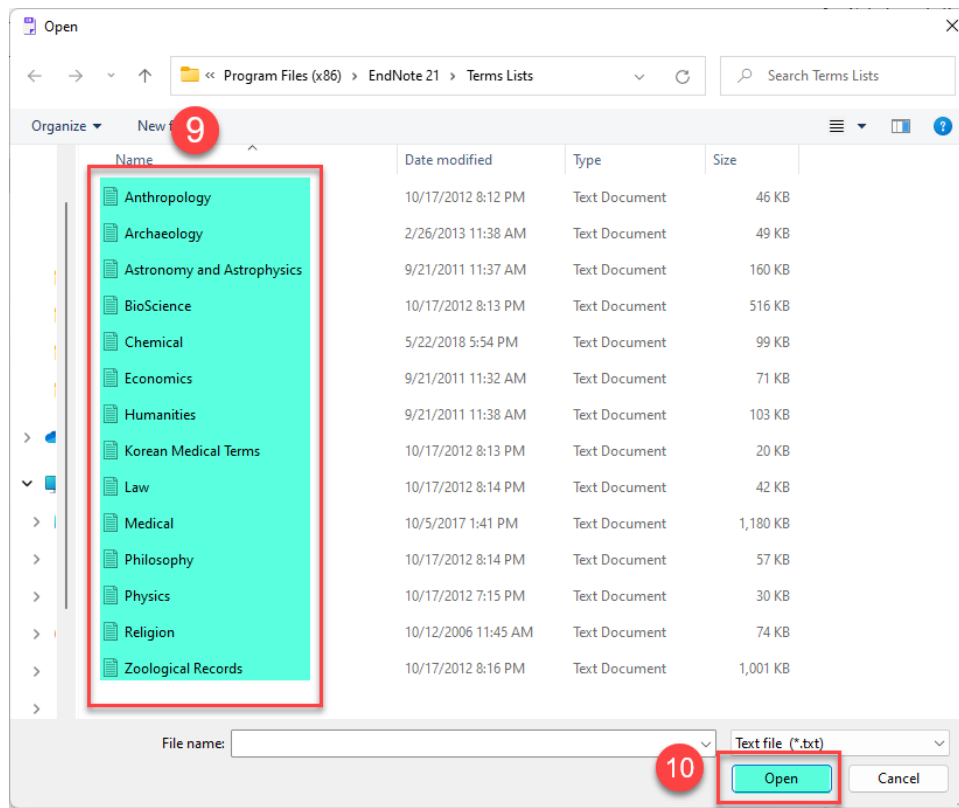 Open
« Program Files (x86) > EndNote 21 > Terms Lists
Search Terms Lists
Organize
New
9
Name Date modified Type Size
Anthropology 10/17/2012 8:12 PM Text Document 46 KB
Archaeology 2/26/2013 11:38 AM Text Document 49 KB
Astronomy and Astrophysics 9/21/2011 11:37 AM Text Document 160 KB
BioScience 10/17/2012 8:13 PM Text Document 516 KB
Chemical 5/22/2018 5:54 PM Text Document 99 KB
Economics 9/21/2011 11:32 AM Text Document 71 KB
Humanities 9/21/2011 11:38 AM Text Document 103 KB
Korean Medical Terms 10/17/2012 8:13 PM Text Document 20 KB
Law 10/17/2012 8:14 PM Text Document 42 KB
Medical 10/5/2017 1:41 PM Text Document 1,180 KB
Philosophy 10/17/2012 8:14 PM Text Document 57 KB
Physics 10/17/2012 7:15 PM Text Document 30 KB
Religion 10/12/2006 11:45 AM Text Document 74 KB
Zoological Records 10/17/2012 8:16 PM Text Document 1,001 KB
File name: Text file (*.txt)
10
Open Cancel